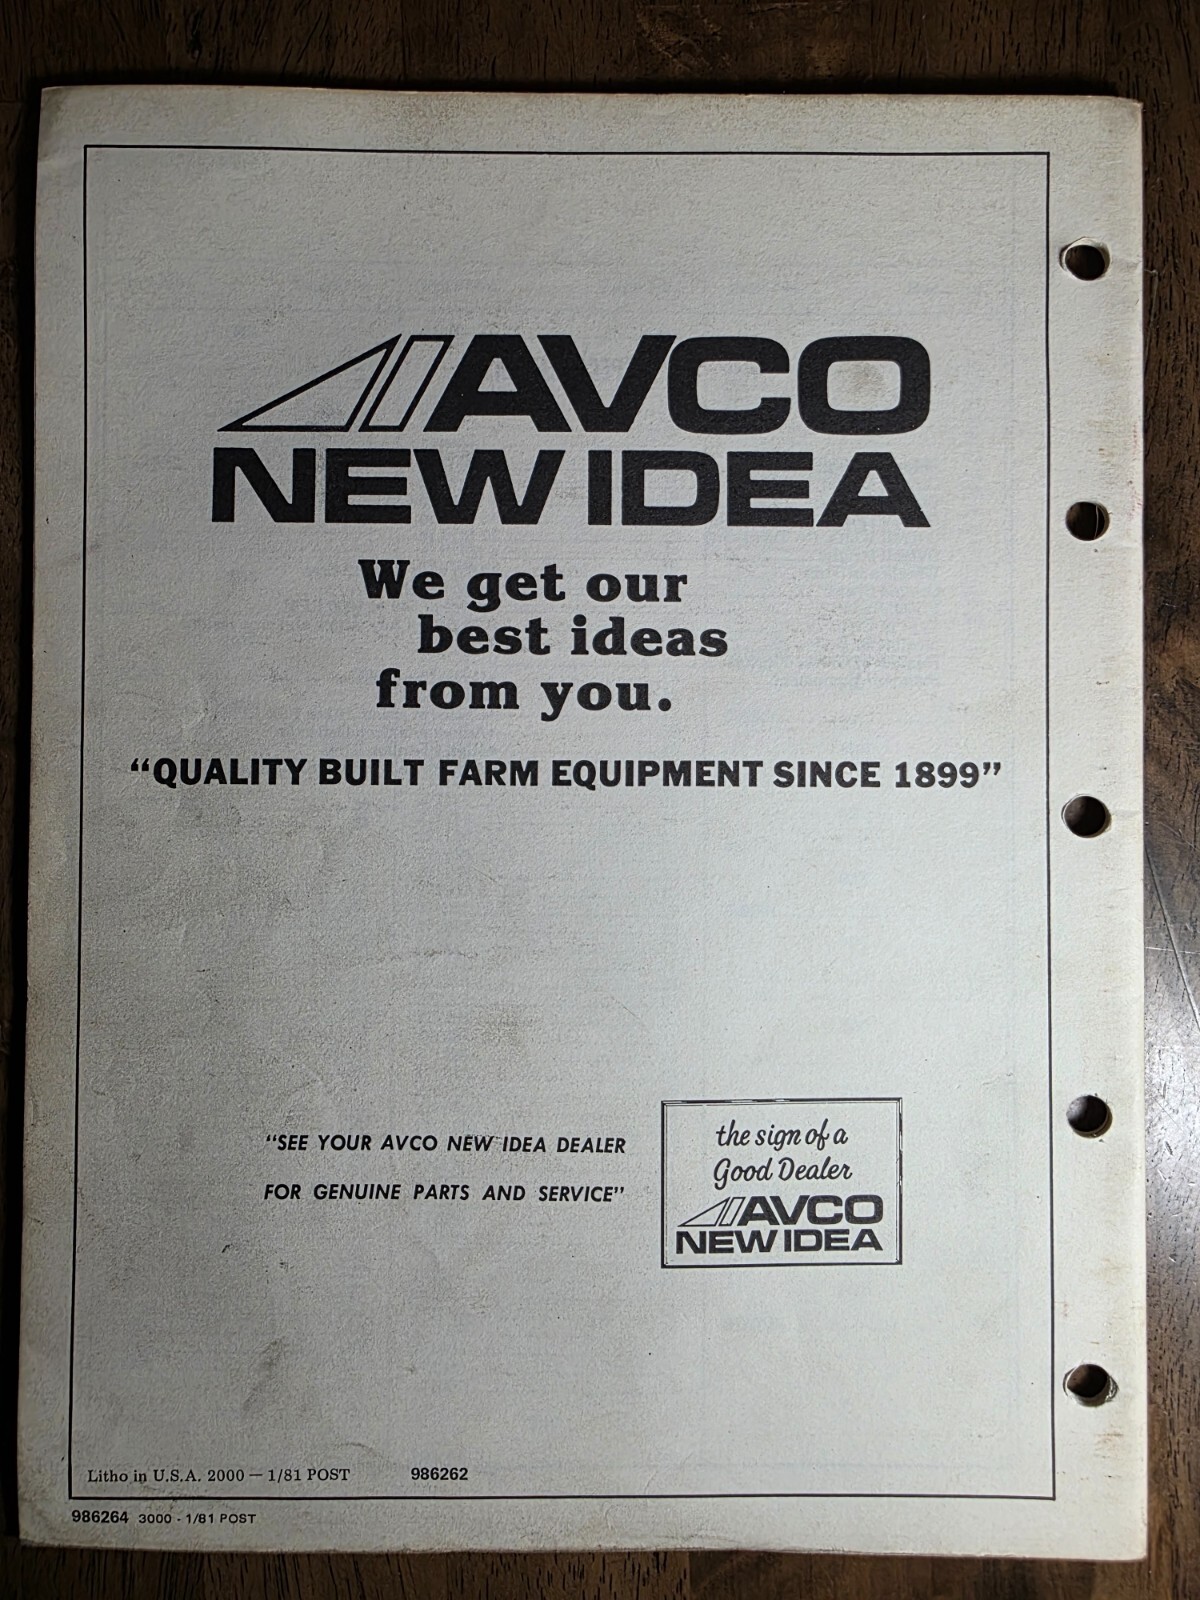 AVCO
NEW IDEA
We get our
best ideas
from you.
“QUALITY BUILT FARM EQUIPMENT SINCE 1899”
“SEE YOUR AVCO NEW IDEA DEALER
FOR GENUINE PARTS AND SERVICE”
the sign of a
Good Dealer
AVCO
NEW IDEA
Litho in U.S.A. 2000 — 1/81 POST 986262
986264 3000 - 1/81 POST